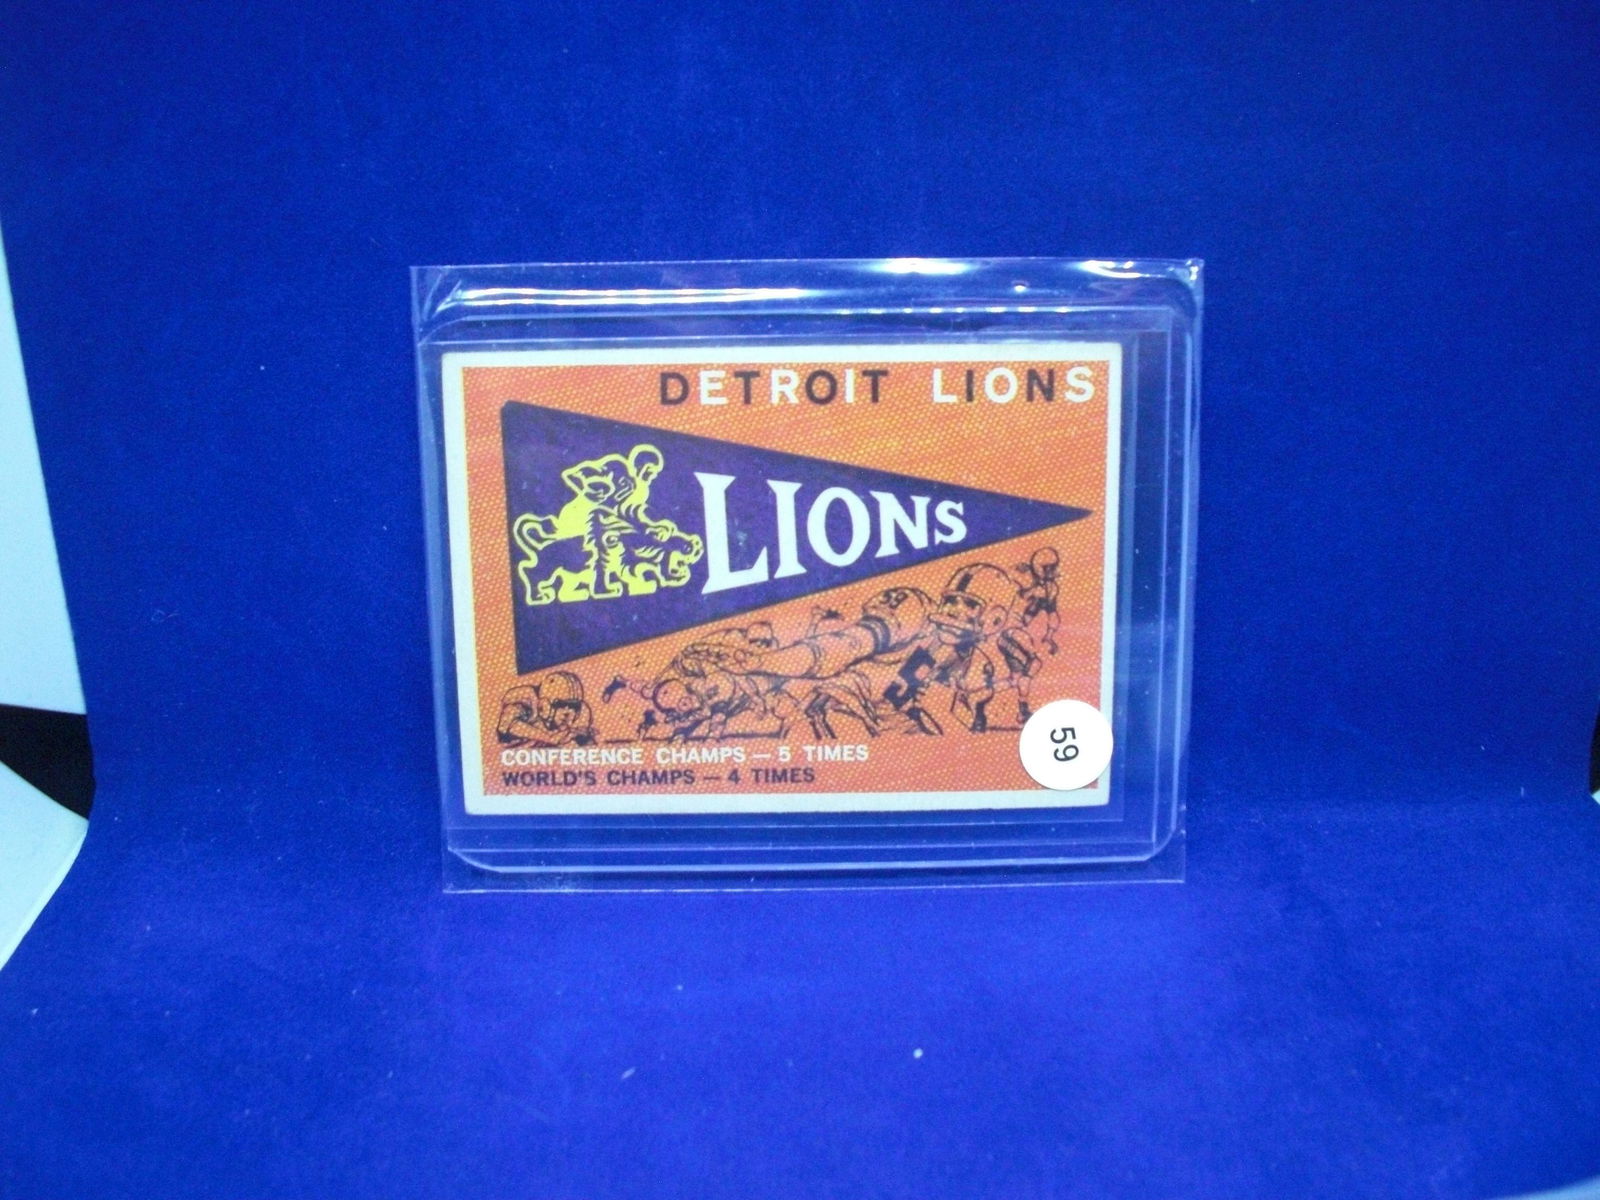 DETROIT LIONS
LIONS
CONFERENCE CHAMPS — 5 TIMES
WORLD'S CHAMPS — 4 TIMES
59